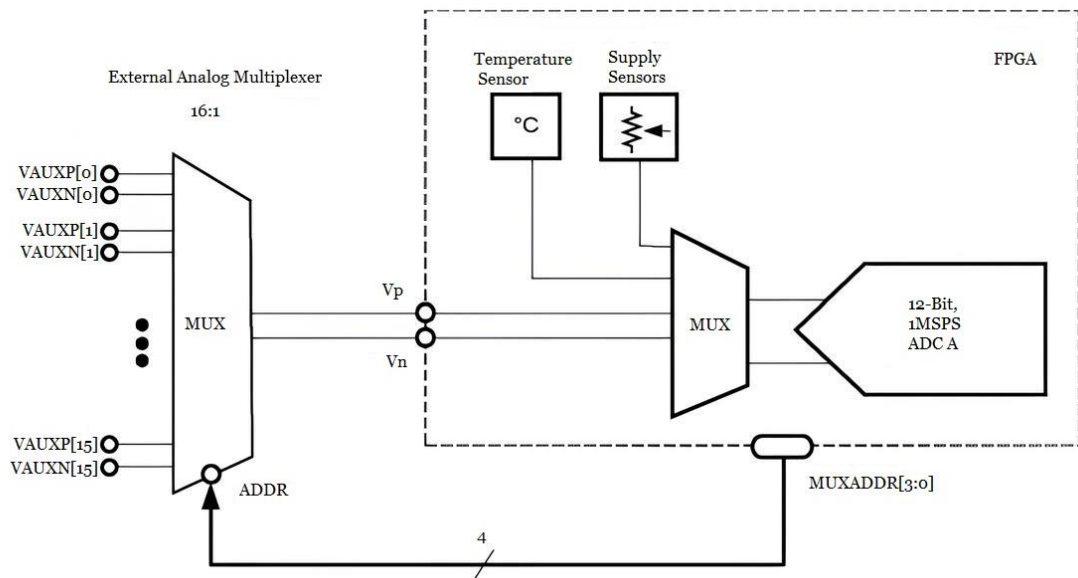 Temperature
Sensor
Supply
Sensors
FPGA
External Analog Multiplexer
16:1
°C
VAUXP[0]
VAUXN[0]
VAUXP[1]
VAUXN[1]
MUX
Vp
Vn
MUX
12-Bit,
1MSPS
ADC A
VAUXP[15]
VAUXN[15]
ADDR
MUXADDR[3:0]
4